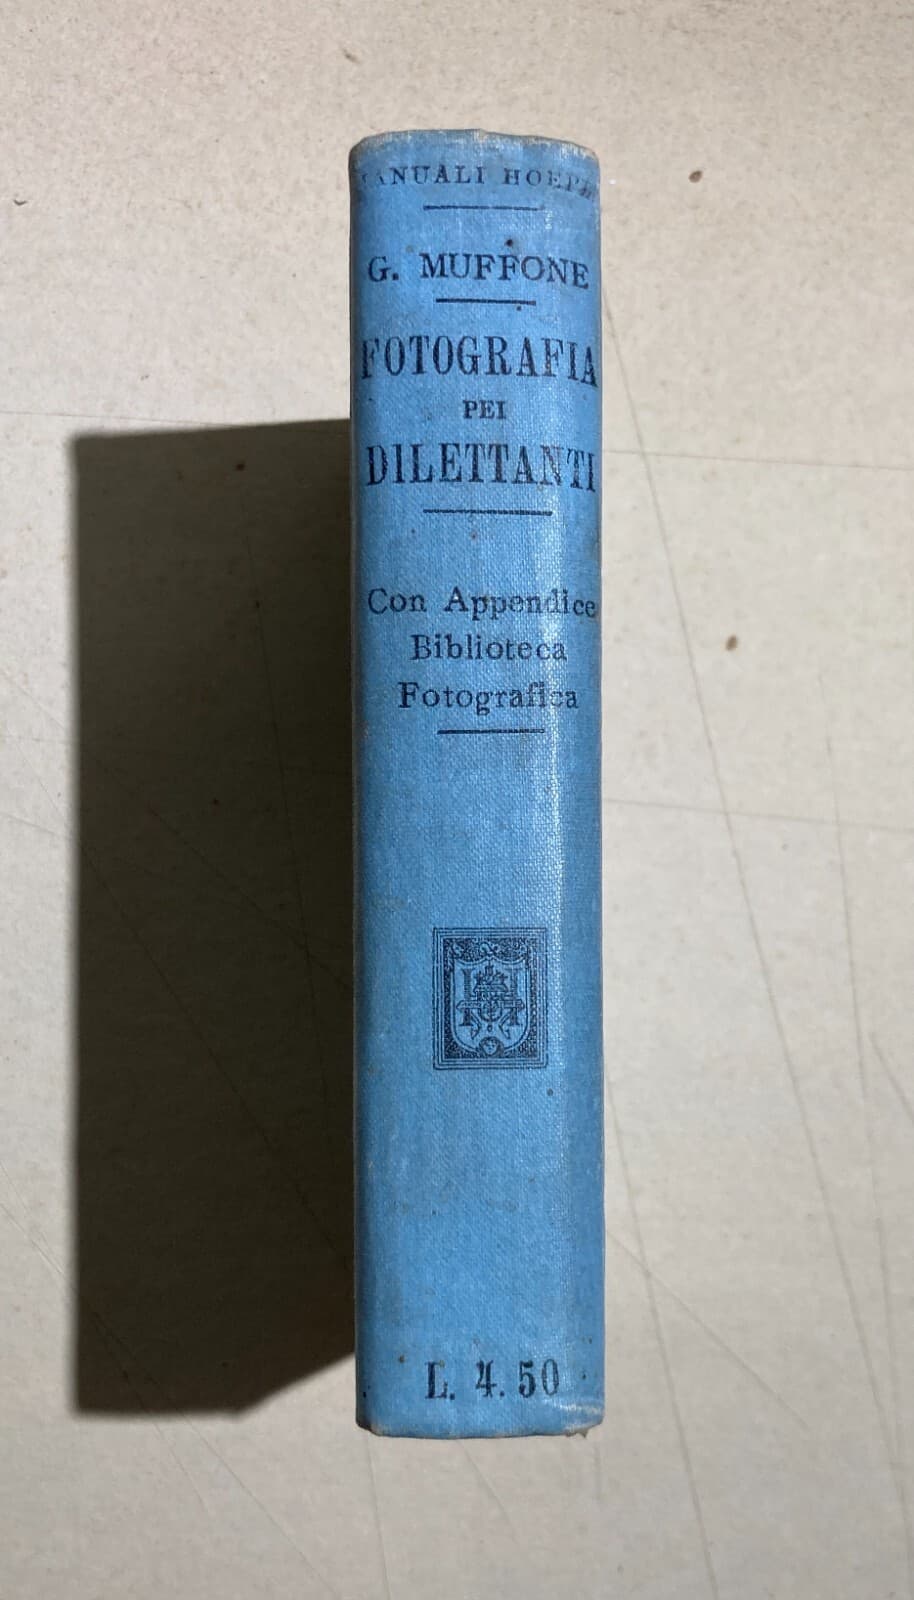 MANUALI HOEPLI
G. MUFFONE
FOTOGRAFIA
PEI
DILETTANTI
Con Appendice
Biblioteca
Fotografica
L. 4.50